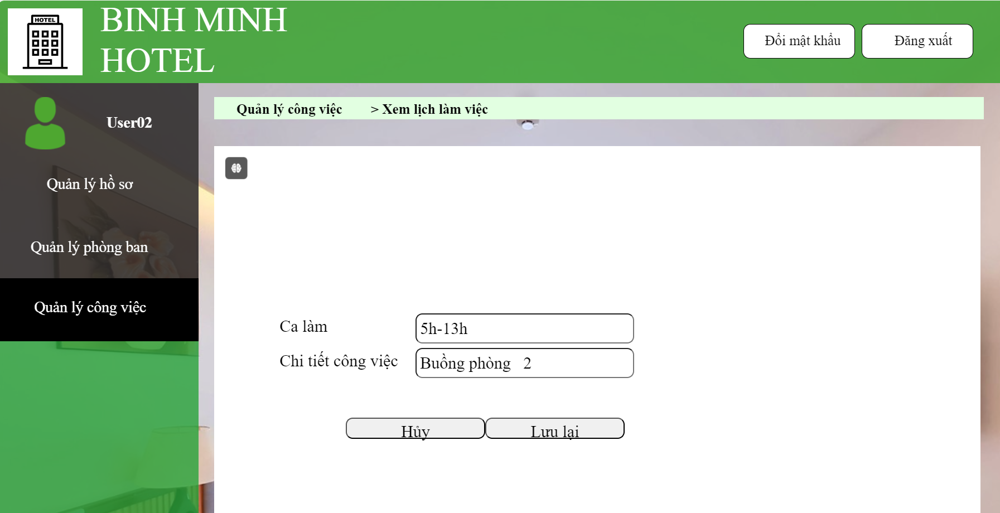 HOTEL
BINH MINH
HOTEL
Đổi mật khẩu
Đăng xuất
User02
Quản lý hồ sơ
Quản lý phòng ban
Quản lý công việc
Quản lý công việc > Xem lịch làm việc
Ca làm
5h-13h
Chi tiết công việc
Buồng phòng 2
Hủy
Lưu lại